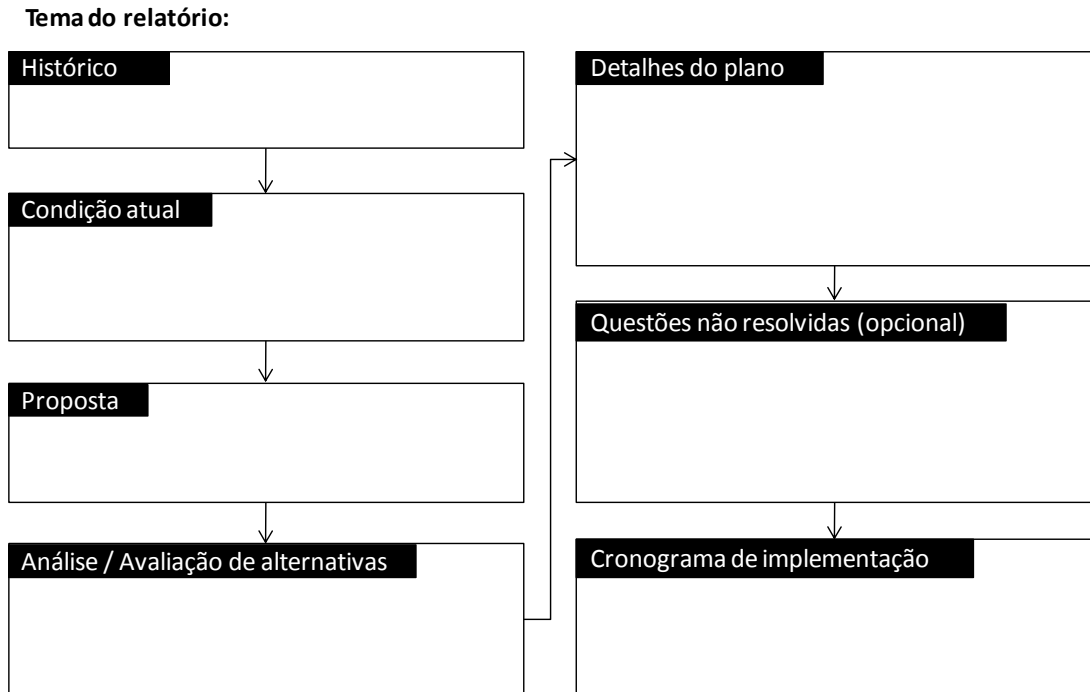 Tema do relatório:
Histórico
Condição atual
Proposta
Análise / Avaliação de alternativas
Detalhes do plano
Questões não resolvidas (opcional)
Cronograma de implementação